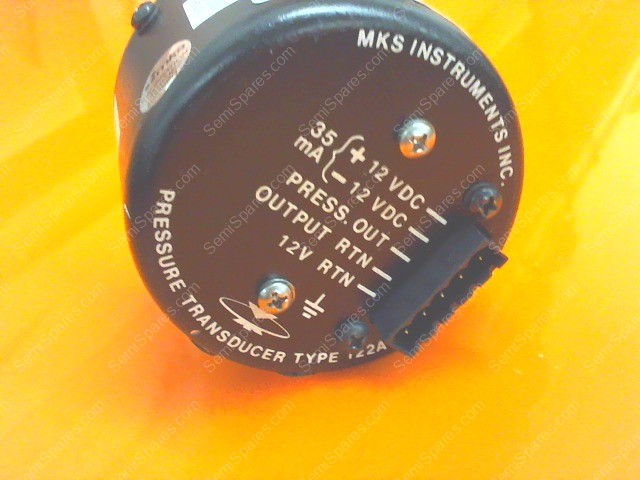 MKS INSTRUMENTS INC.
35 mA { + 12 VDC
- 12 VDC
PRESS OUT
OUTPUT RTN
12V RTN
PRESSURE TRANSDUCER TYPE 122A
SemiSpares.com